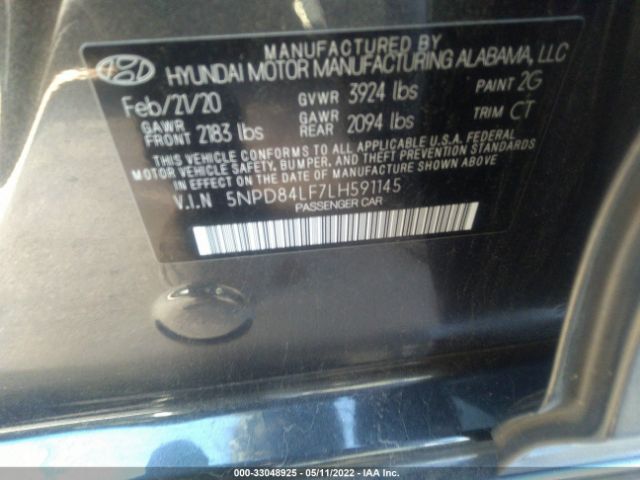 MANUFACTURED BY
HYUNDAI MOTOR MANUFACTURING ALABAMA, LLC
Feb/21/20 GVWR 3924 lbs PAINT 2G
GAWR FRONT 2183 lbs GAWR REAR 2094 lbs TRIM CT
THIS VEHICLE CONFORMS TO ALL APPLICABLE U.S.A. FEDERAL
MOTOR VEHICLE SAFETY, BUMPER, AND THEFT PREVENTION STANDARDS
IN EFFECT ON THE DATE OF MANUFACTURE SHOWN ABOVE
V.I.N 5NPD84LF7LH591145
PASSENGER CAR
000-33048925 - 05/11/2022 - IAA Inc.